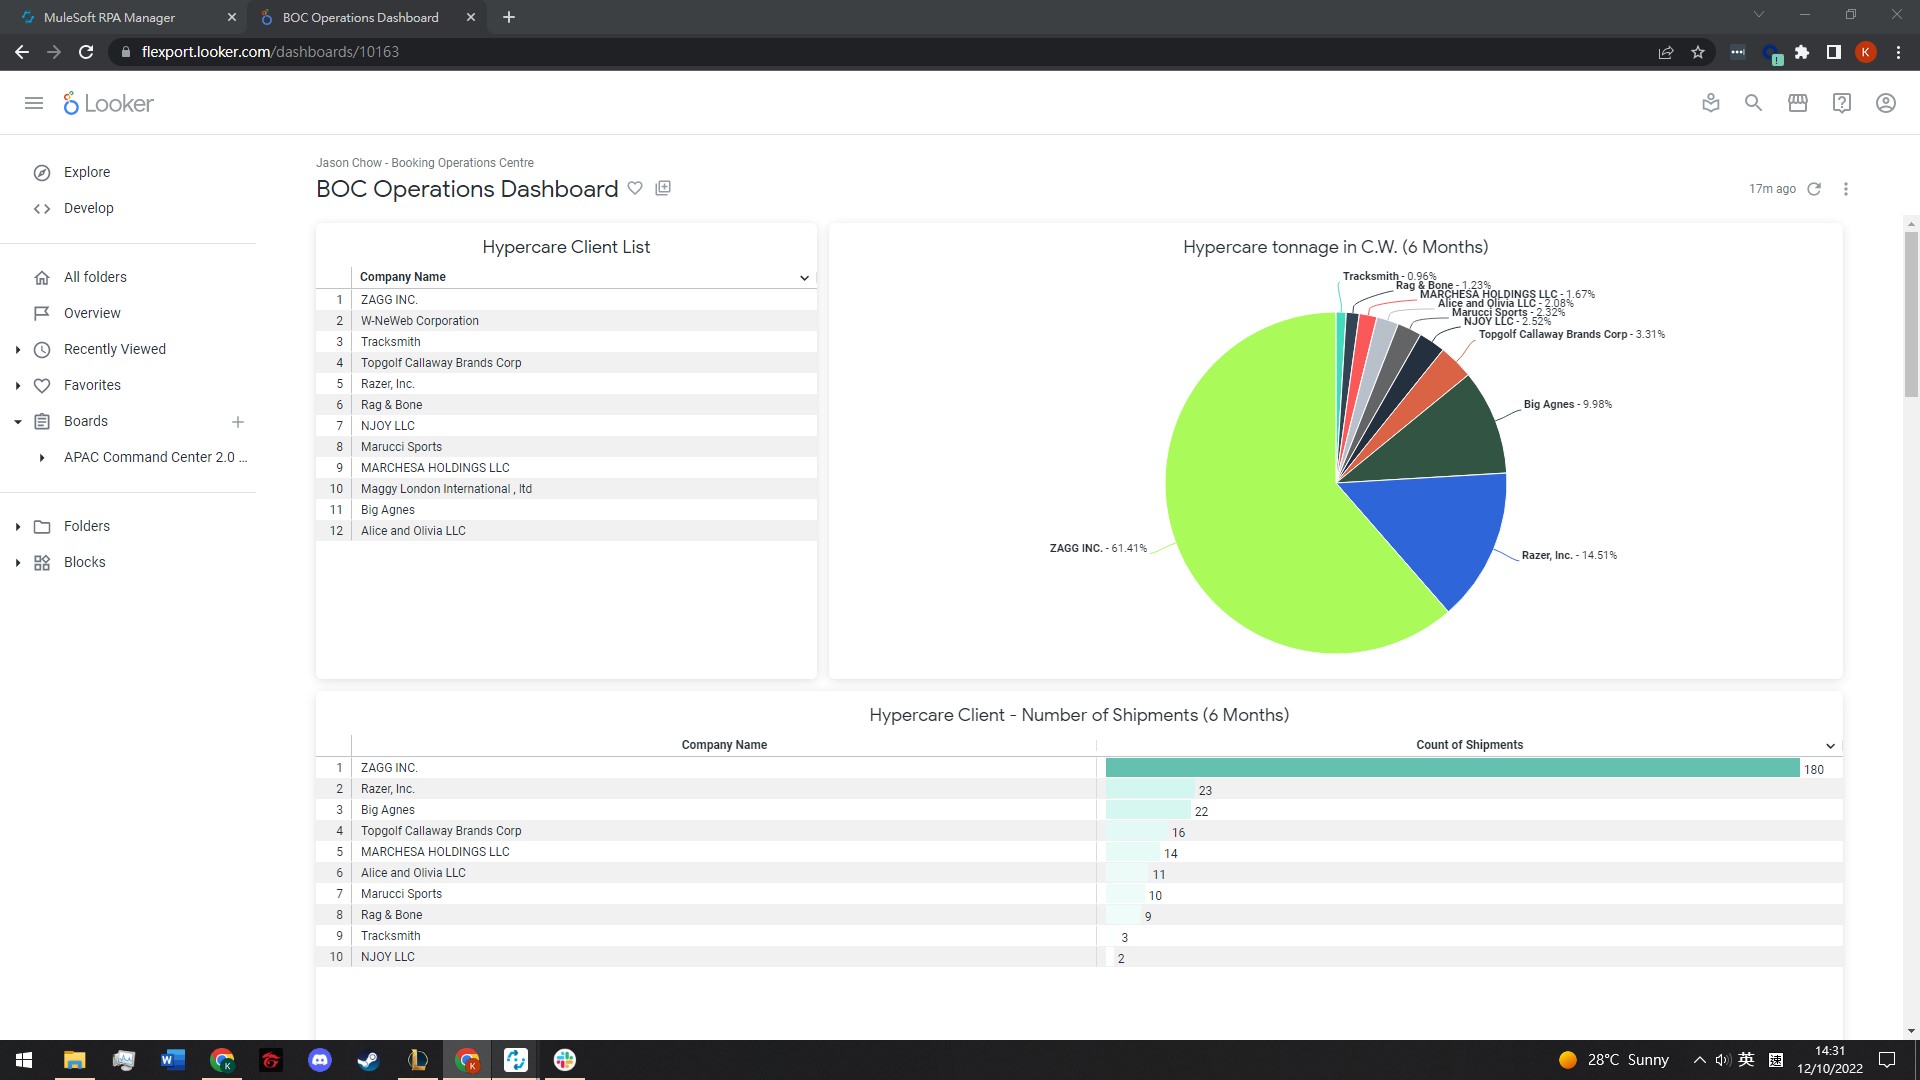 MuleSoft RPA Manager
BOC Operations Dashboard
flexport.looker.com/dashboards/10163
K
Looker
Explore
Develop
All folders
Overview
Recently Viewed
Favorites
Boards
APAC Command Center 2.0 ...
Folders
Blocks
Jason Chow - Booking Operations Centre
BOC Operations Dashboard
17m ago
Hypercare Client List
Company Name
1 ZAGG INC.
2 W-NeWeb Corporation
3 Tracksmith
4 Topgolf Callaway Brands Corp
5 Razer, Inc.
6 Rag & Bone
7 NJOY LLC
8 Marucci Sports
9 MARCHESA HOLDINGS LLC
10 Maggy London International , ltd
11 Big Agnes
12 Alice and Olivia LLC
Hypercare tonnage in C.W. (6 Months)
Tracksmith - 0.96%
Rag & Bone - 1.23%
MARCHESA HOLDINGS LLC - 1.67%
Alice and Olivia LLC - 2.08%
Marucci Sports - 2.32%
NJOY LLC - 2.52%
Topgolf Callaway Brands Corp - 3.31%
Big Agnes - 9.98%
ZAGG INC. - 61.41%
Razer, Inc. - 14.51%
Hypercare Client - Number of Shipments (6 Months)
Company Name Count of Shipments
1 ZAGG INC. 180
2 Razer, Inc. 23
3 Big Agnes 22
4 Topgolf Callaway Brands Corp 16
5 MARCHESA HOLDINGS LLC 14
6 Alice and Olivia LLC 11
7 Marucci Sports 10
8 Rag & Bone 9
9 Tracksmith 3
10 NJOY LLC 2
28°C Sunny
英
速
14:31
12/10/2022